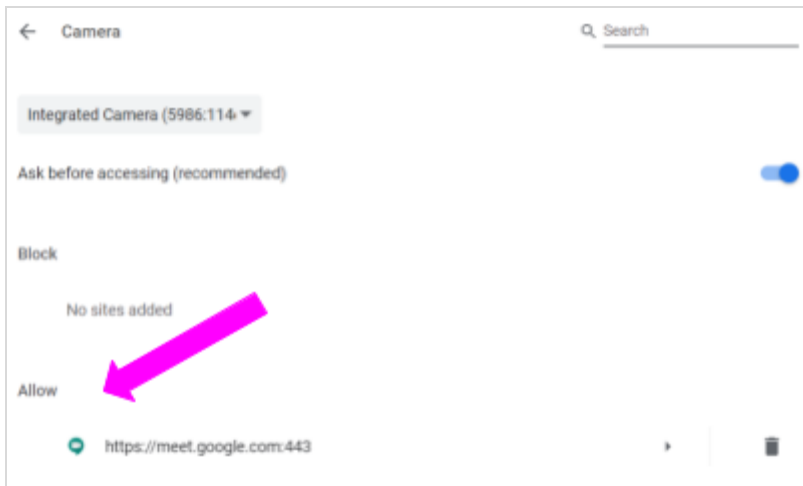 Camera
Search
Integrated Camera (5986:114
Ask before accessing (recommended)
Block
No sites added
Allow
https://meet.google.com:443